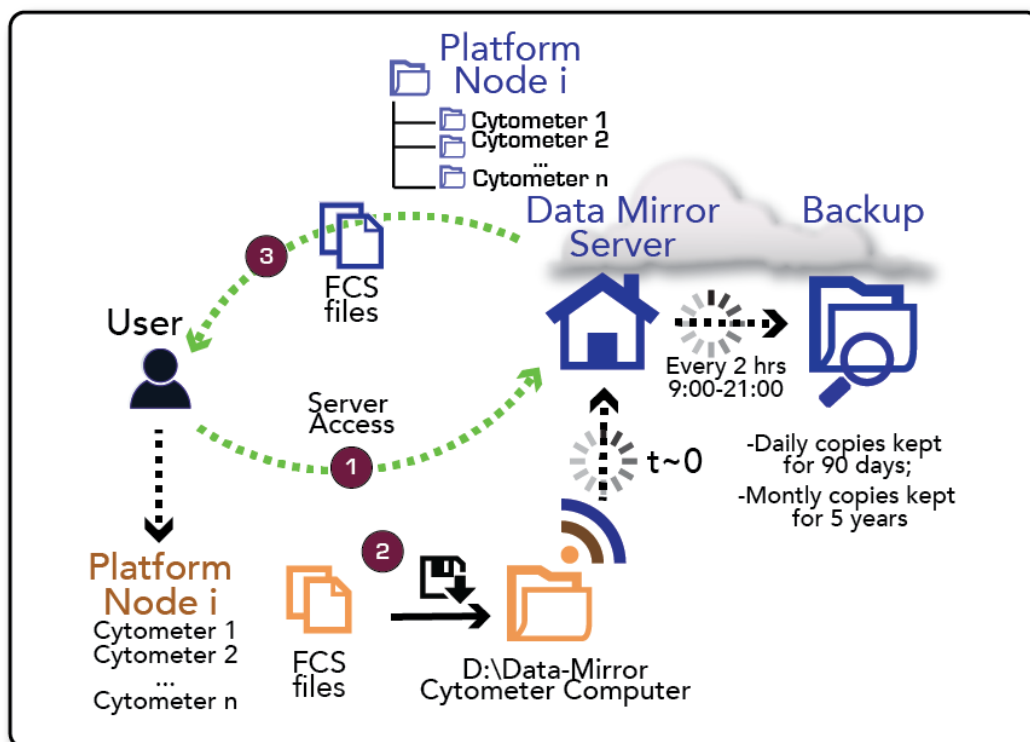 Platform
Node i
Cytometer 1
Cytometer 2
...
Cytometer n
Data Mirror
Server
Backup
3
FCS
files
User
Every 2 hrs
9:00-21:00
Server
Access
1
t~0
-Daily copies kept
for 90 days;
-Montly copies kept
for 5 years
2
Platform
Node i
Cytometer 1
Cytometer 2
...
Cytometer n
FCS
files
D:\Data-Mirror
Cytometer Computer